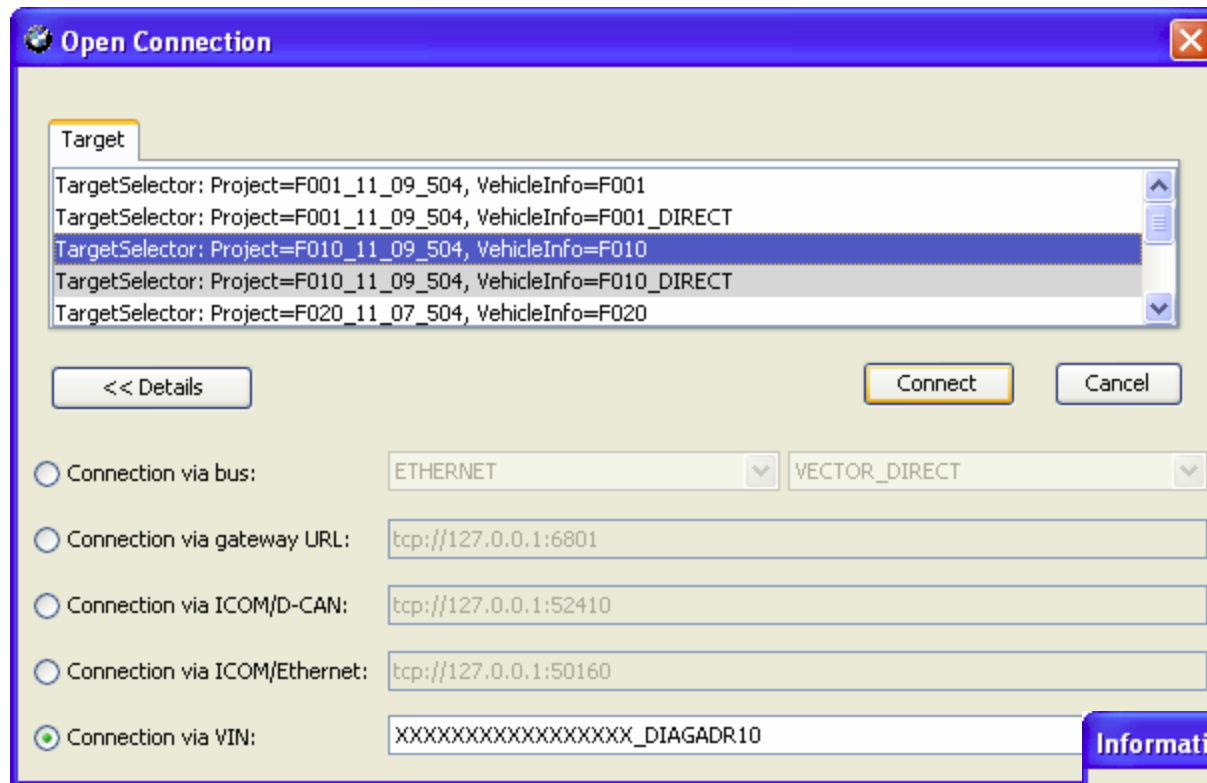 Open Connection
Target
TargetSelector: Project=F001_11_09_504, VehicleInfo=F001
TargetSelector: Project=F001_11_09_504, VehicleInfo=F001_DIRECT
TargetSelector: Project=F010_11_09_504, VehicleInfo=F010
TargetSelector: Project=F010_11_09_504, VehicleInfo=F010_DIRECT
TargetSelector: Project=F020_11_07_504, VehicleInfo=F020
<< Details Connect Cancel
Connection via bus: ETHERNET VECTOR_DIRECT
Connection via gateway URL: tcp://127.0.0.1:6801
Connection via ICOM/D-CAN: tcp://127.0.0.1:52410
Connection via ICOM/Ethernet: tcp://127.0.0.1:50160
Connection via VIN: XXXXXXXXXXXXXXXXX_DIAGADR10
Informati